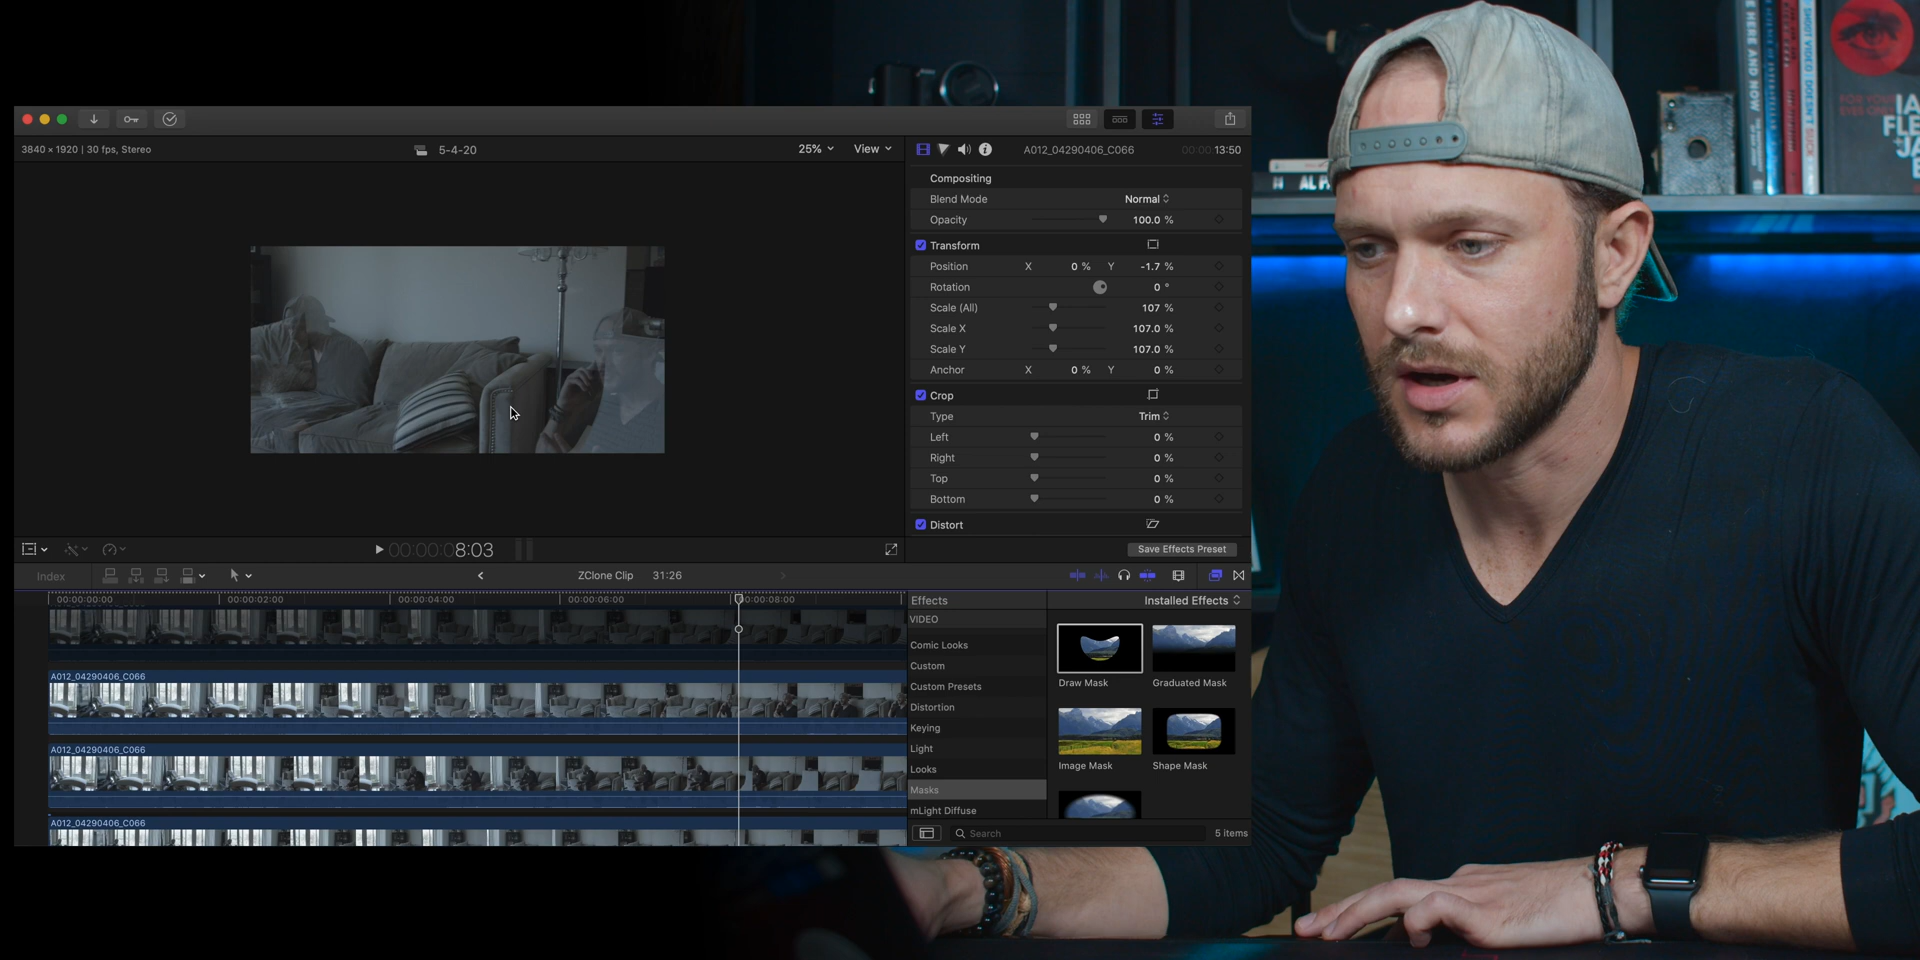 3840 × 1920 | 30 fps, Stereo
5-4-20
25%
View
A012_04290406_C066
00:00:13:50
Compositing
Blend Mode
Normal
Opacity
100.0 %
Transform
Position X 0 % Y -1.7 %
Rotation 0 °
Scale (All) 107 %
Scale X 107.0 %
Scale Y 107.0 %
Anchor X 0 % Y 0 %
Crop
Type Trim
Left 0 %
Right 0 %
Top 0 %
Bottom 0 %
Distort
Save Effects Preset
00:00:08:03
Index
ZClone Clip 31:26
00:00:00:00
00:00:02:00
00:00:04:00
00:00:06:00
00:00:08:00
A012_04290406_C066
A012_04290406_C066
A012_04290406_C066
Effects
Installed Effects
VIDEO
Comic Looks
Custom
Custom Presets
Distortion
Keying
Light
Looks
Masks
mLight Diffuse
Draw Mask
Graduated Mask
Image Mask
Shape Mask
Search
5 items
HERE AND NOW